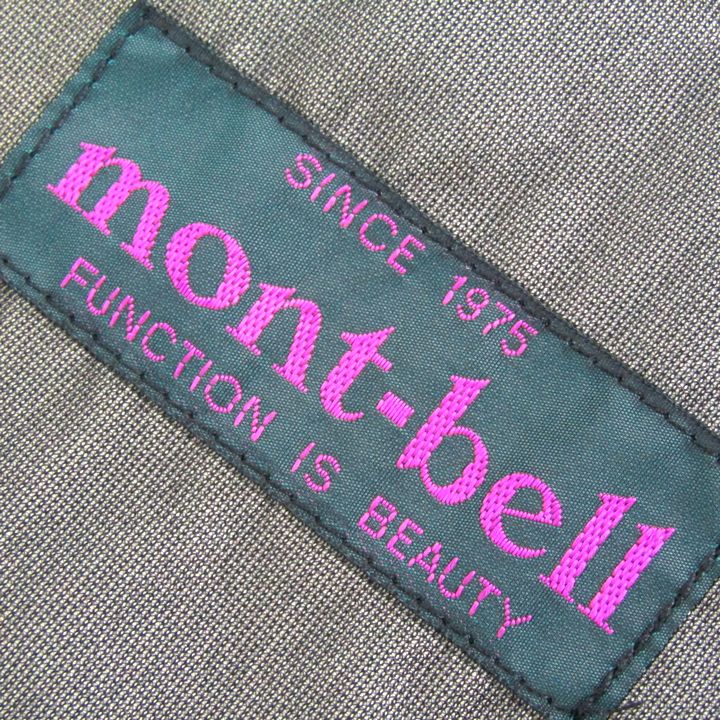 SINCE 1975
mont-bell
FUNCTION IS BEAUTY